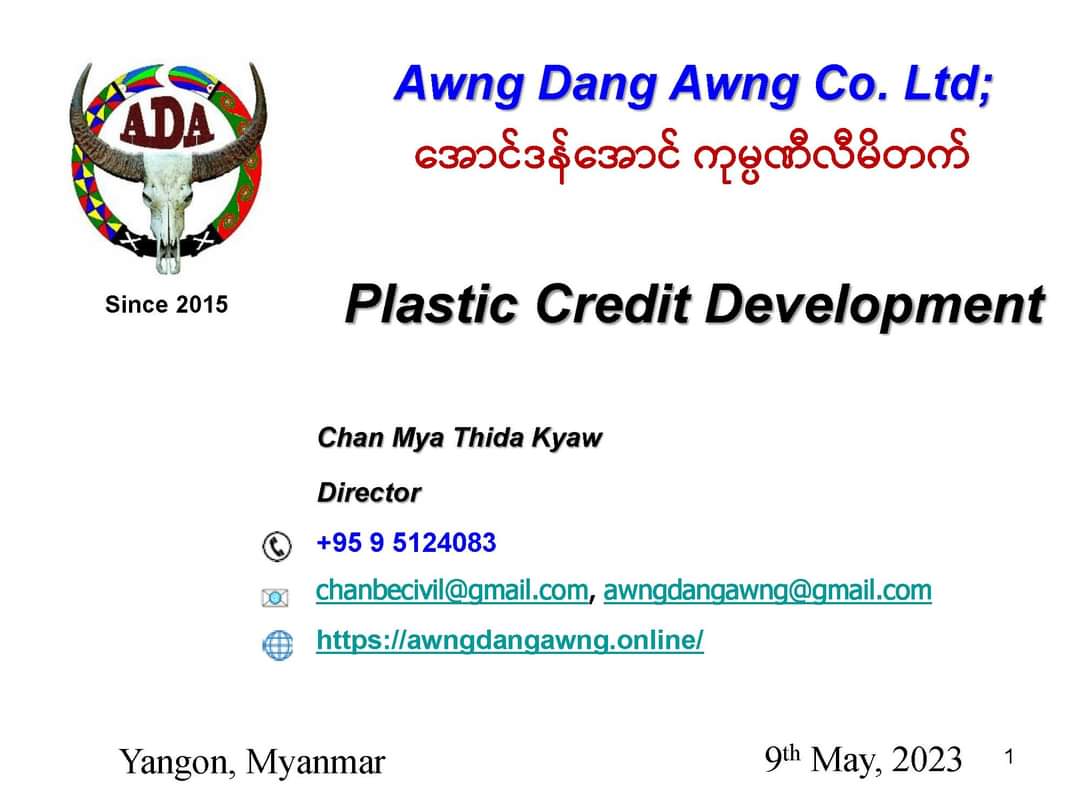 ADA
Since 2015
Awng Dang Awng Co. Ltd;
အောင်ဒန်အောင် ကုမ္ပဏီလီမိတက်
Plastic Credit Development
Chan Mya Thida Kyaw
Director
+95 9 5124083
chanbecivil@gmail.com, awngdangawng@gmail.com
https://awngdangawng.online/
Yangon, Myanmar
9th May, 2023
1